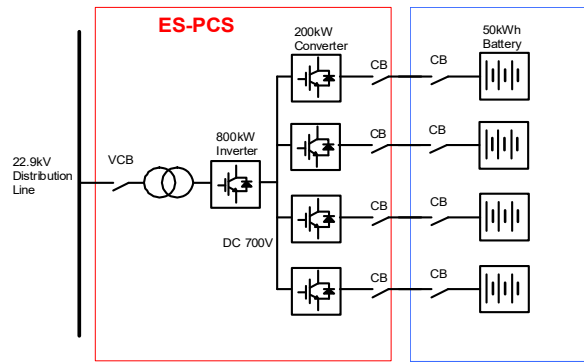 ES-PCS
200kW
Converter
50kWh
Battery
CB
CB
800kW
Inverter
VCB
CB
CB
22.9kV
Distribution
Line
CB
CB
DC 700V
CB
CB